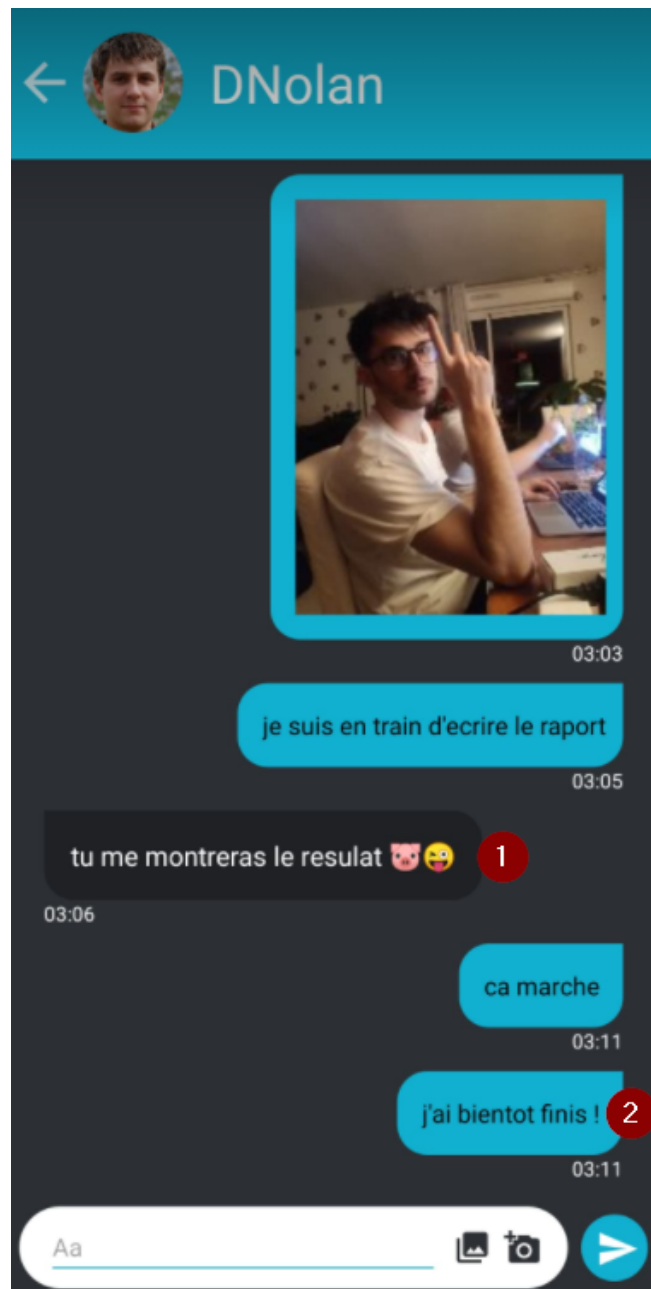 DNolan
03:03
je suis en train d'ecrire le raport
03:05
tu me montreras le resulat 🐷😜
1
03:06
ca marche
03:11
j'ai bientot finis !
2
03:11
Aa